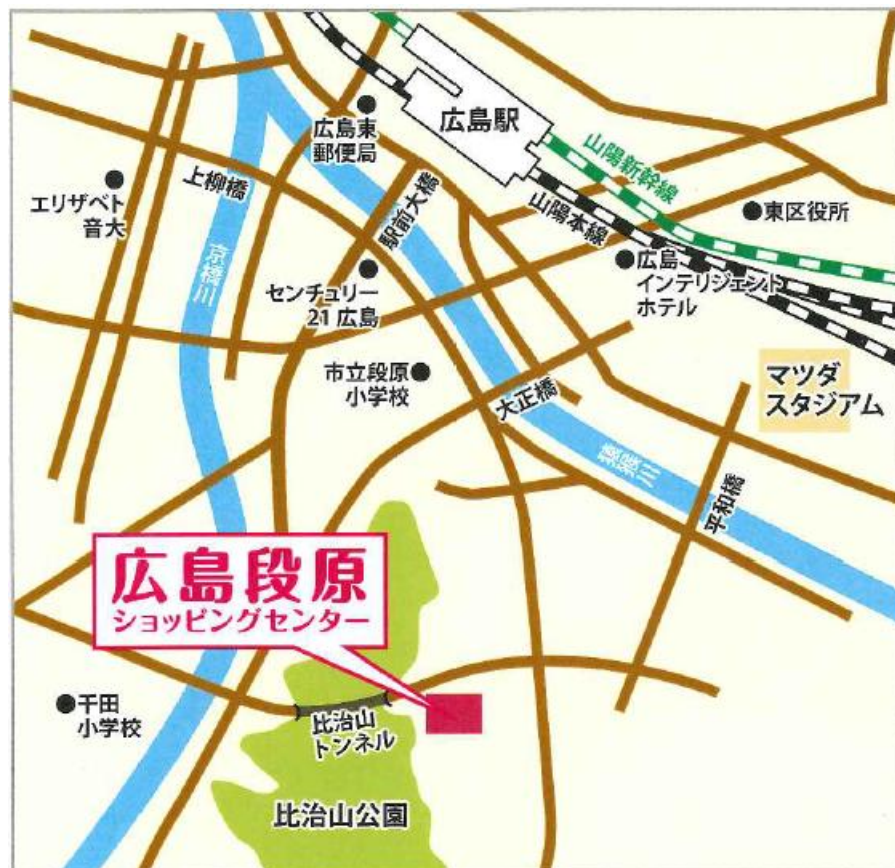 広島駅
広島東
郵便局
山陽新幹線
山陽本線
上柳橋
駅前大橋
エリザベト
音大
東区役所
京橋川
センチュリー
21 広島
広島
インテリジェント
ホテル
市立段原
小学校
大正橋
マツダ
スタジアム
猿猴川
平和橋
広島段原
ショッピングセンター
千田
小学校
比治山
トンネル
比治山公園